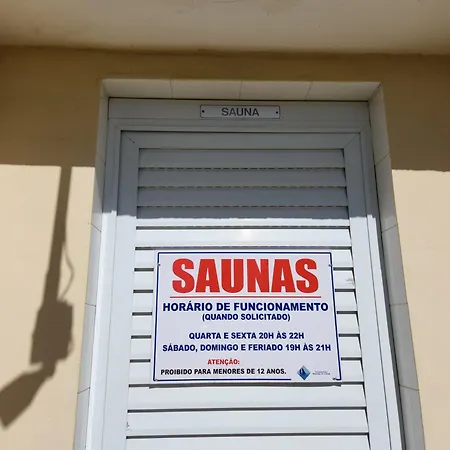 SAUNA
SAUNAS
HORÁRIO DE FUNCIONAMENTO
(QUANDO SOLICITADO)
QUARTA E SEXTA 20H ÀS 22H
SÁBADO, DOMINGO E FERIADO 19H ÀS 21H
ATENÇÃO:
PROIBIDO PARA MENORES DE 12 ANOS.